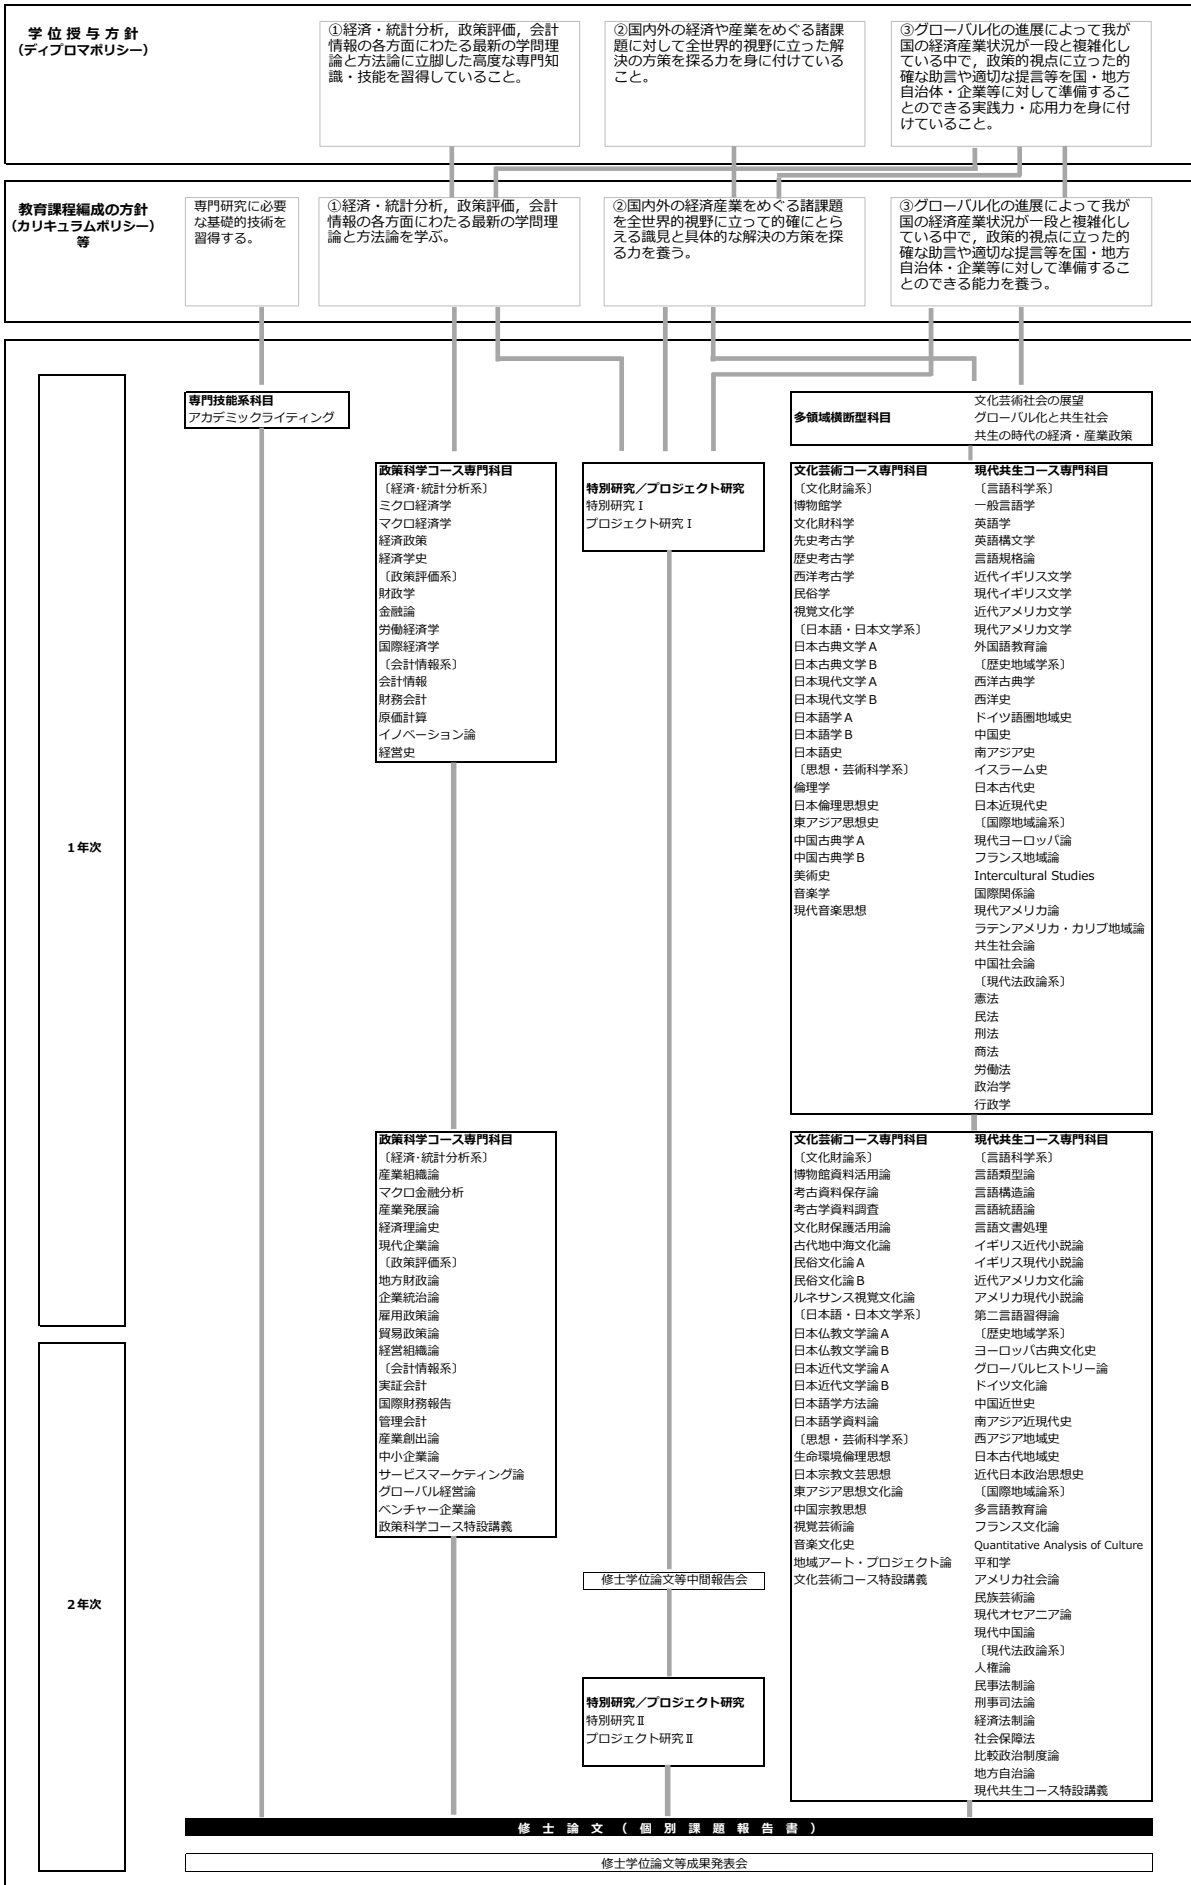 学位授与方針
（ディプロマポリシー）
①経済・統計分析，政策評価，会計
情報の各方面にわたる最新の学問理
論と方法論に立脚した高度な専門知
識・技能を習得していること。
②国内外の経済や産業をめぐる諸課
題に対して全世界的視野に立った解
決の方策を探る力を身に付けている
こと。
③グローバル化の進展によって我が
国の経済産業状況が一段と複雑化し
ている中で，政策的視点に立った的
確な助言や適切な提言等を国・地方
自治体・企業等に対して準備するこ
とのできる実践力・応用力を身に付
けていること。
教育課程編成の方針
（カリキュラムポリシー）
等
専門研究に必要
な基礎的技術を
習得する。
①経済・統計分析，政策評価，会計
情報の各方面にわたる最新の学問理
論と方法論を学ぶ。
②国内外の経済産業をめぐる諸課題
を全世界的視野に立って的確にとら
える識見と具体的な解決の方策を探
る力を養う。
③グローバル化の進展によって我が
国の経済産業状況が一段と複雑化し
ている中で，政策的視点に立った的
確な助言や適切な提言等を国・地方
自治体・企業等に対して準備するこ
とのできる能力を養う。
1年次
専門技能系科目
アカデミックライティング
多領域横断型科目
文化芸術社会の展望
グローバル化と共生社会
共生の時代の経済・産業政策
政策科学コース専門科目
〔経済･統計分析系〕
ミクロ経済学
マクロ経済学
経済政策
経済学史
〔政策評価系〕
財政学
金融論
労働経済学
国際経済学
〔会計情報系〕
会計情報
財務会計
原価計算
イノベーション論
経営史
特別研究／プロジェクト研究
特別研究Ⅰ
プロジェクト研究Ⅰ
文化芸術コース専門科目
〔文化財論系〕
博物館学
文化財科学
先史考古学
歴史考古学
西洋考古学
民俗学
視覚文化学
〔日本語・日本文学系〕
日本古典文学Ａ
日本古典文学Ｂ
日本現代文学Ａ
日本現代文学Ｂ
日本語学Ａ
日本語学Ｂ
日本語史
〔思想・芸術科学系〕
倫理学
日本倫理思想史
東アジア思想史
中国古典学Ａ
中国古典学Ｂ
美術史
音楽学
現代音楽思想
現代共生コース専門科目
〔言語科学系〕
一般言語学
英語学
英語構文学
言語規格論
近代イギリス文学
現代イギリス文学
近代アメリカ文学
現代アメリカ文学
外国語教育論
〔歴史地域学系〕
西洋古典学
西洋史
ドイツ語圏地域史
中国史
南アジア史
イスラーム史
日本古代史
日本近現代史
〔国際地域論系〕
現代ヨーロッパ論
フランス地域論
Intercultural Studies
国際関係論
現代アメリカ論
ラテンアメリカ・カリブ地域論
共生社会論
中国社会論
〔現代法政論系〕
憲法
民法
刑法
商法
労働法
政治学
行政学
政策科学コース専門科目
〔経済･統計分析系〕
産業組織論
マクロ金融分析
産業発展論
経済理論史
現代企業論
〔政策評価系〕
地方財政論
企業統治論
雇用政策論
貿易政策論
経営組織論
〔会計情報系〕
実証会計
国際財務報告
管理会計
産業創出論
中小企業論
サービスマーケティング論
グローバル経営論
ベンチャー企業論
政策科学コース特設講義
文化芸術コース専門科目
〔文化財論系〕
博物館資料活用論
考古資料保存論
考古学資料調査
文化財保護活用論
古代地中海文化論
民俗文化論Ａ
民俗文化論Ｂ
ルネサンス視覚文化論
〔日本語・日本文学系〕
日本仏教文学論Ａ
日本仏教文学論Ｂ
日本近代文学論Ａ
日本近代文学論Ｂ
日本語学方法論
日本語学資料論
〔思想・芸術科学系〕
生命環境倫理思想
日本宗教文芸思想
東アジア思想文化論
中国宗教思想
視覚芸術論
音楽文化史
地域アート・プロジェクト論
文化芸術コース特設講義
現代共生コース専門科目
〔言語科学系〕
言語類型論
言語構造論
言語統語論
言語文書処理
イギリス近代小説論
イギリス現代小説論
近代アメリカ文化論
アメリカ現代小説論
第二言語習得論
〔歴史地域学系〕
ヨーロッパ古典文化史
グローバルヒストリー論
ドイツ文化論
中国近世史
南アジア近現代史
西アジア地域史
日本古代地域史
近代日本政治思想史
〔国際地域論系〕
多言語教育論
フランス文化論
Quantitative Analysis of Culture
平和学
アメリカ社会論
民族芸術論
現代オセアニア論
現代中国論
〔現代法政論系〕
人権論
民事法制論
刑事司法論
経済法制論
社会保障法
比較政治制度論
地方自治論
現代共生コース特設講義
2年次
修士学位論文等中間報告会
特別研究／プロジェクト研究
特別研究Ⅱ
プロジェクト研究Ⅱ
修士論文（個別課題報告書）
修士学位論文等成果発表会